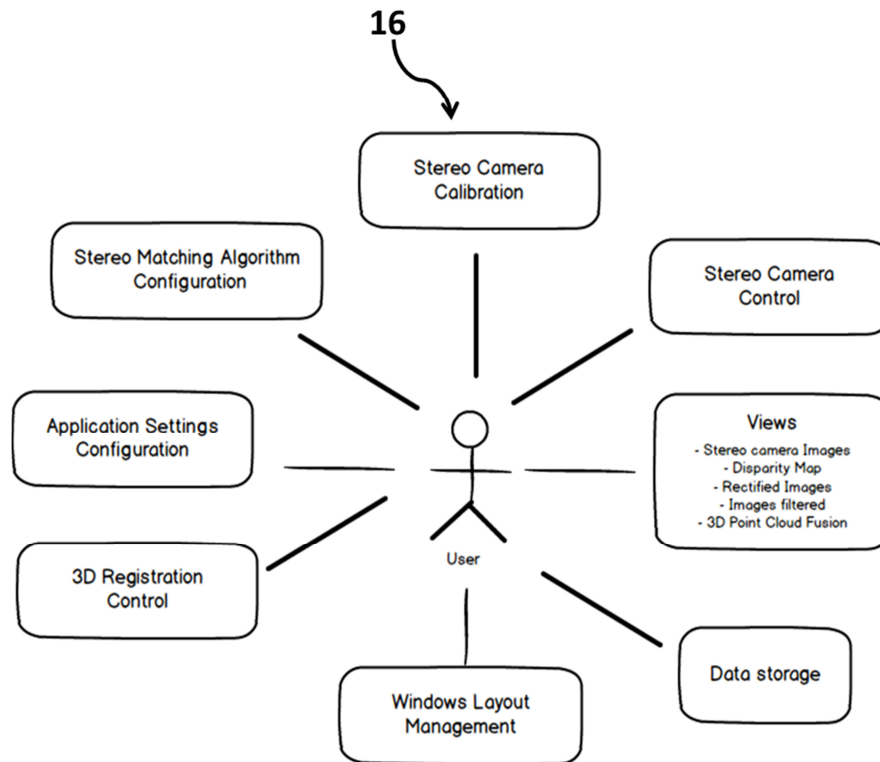 16
Stereo Camera
Calibration
Stereo Matching Algorithm
Configuration
Stereo Camera
Control
Application Settings
Configuration
Views
- Stereo camera Images
- Disparity Map
- Rectified Images
- Images filtered
- 3D Point Cloud Fusion
User
3D Registration
Control
Windows Layout
Management
Data storage